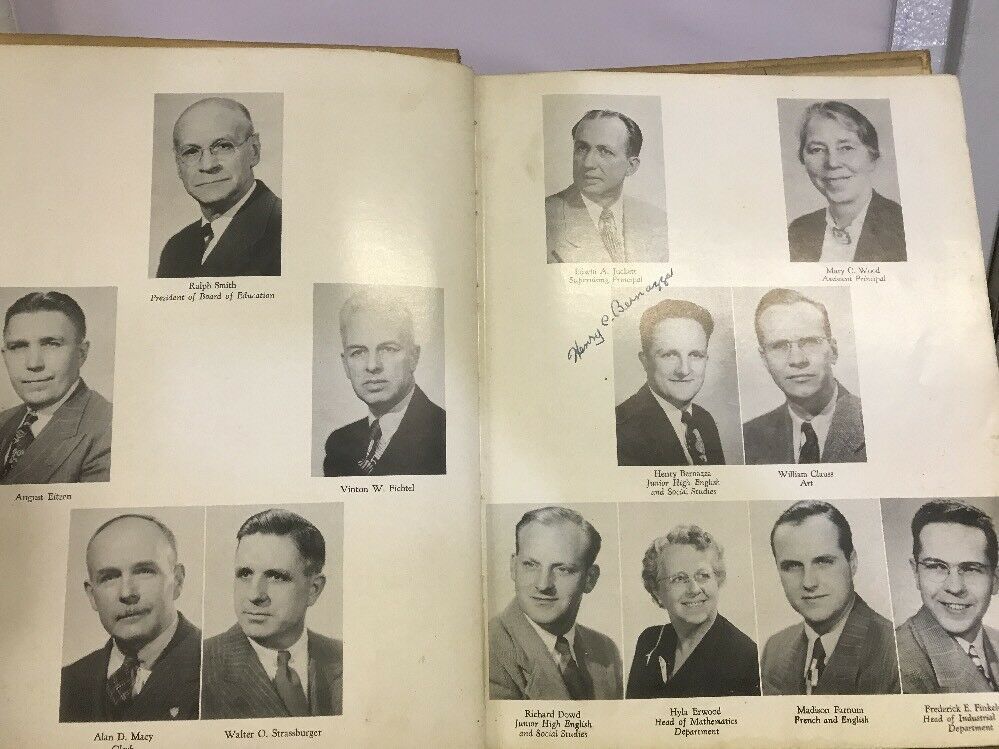 Ralph Smith
President of Board of Education
August Eitzen
Vinton W. Fichtel
Alan D. Macy
Clerk
Walter O. Strassburger
Edwin A. Juckett
Supervising Principal
Mary C. Wood
Assistant Principal
Henry C. Bernazza
Henry Bernazza
Junior High English
and Social Studies
William Clauss
Art
Richard Dowd
Junior High English
and Social Studies
Hyla Erwood
Head of Mathematics
Department
Madison Farnum
French and English
Frederick E. Finkel
Head of Industrial
Department